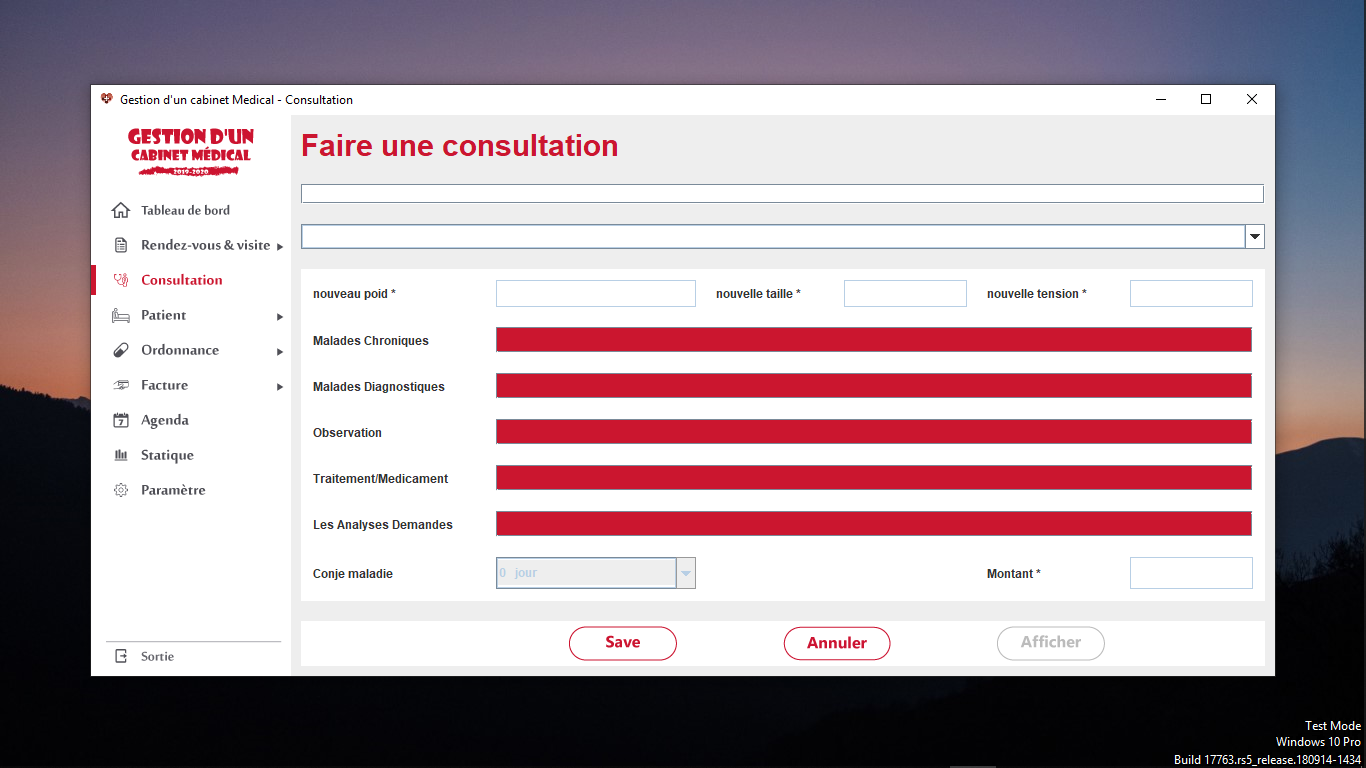 Gestion d'un cabinet Medical - Consultation
GESTION D'UN
CABINET MÉDICAL
2019-2020
Tableau de bord
Rendez-vous & visite
Consultation
Patient
Ordonnance
Facture
Agenda
Statique
Paramètre
Sortie
Faire une consultation
nouveau poid * nouvelle taille * nouvelle tension *
Malades Chroniques
Malades Diagnostiques
Observation
Traitement/Medicament
Les Analyses Demandes
Conje maladie 0 jour Montant *
Save Annuler Afficher
Test Mode
Windows 10 Pro
Build 17763.rs5_release.180914-1434